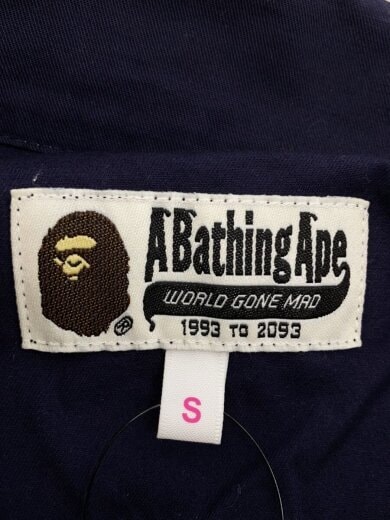 A Bathing Ape
WORLD GONE MAD
1993 TO 2093
®
S